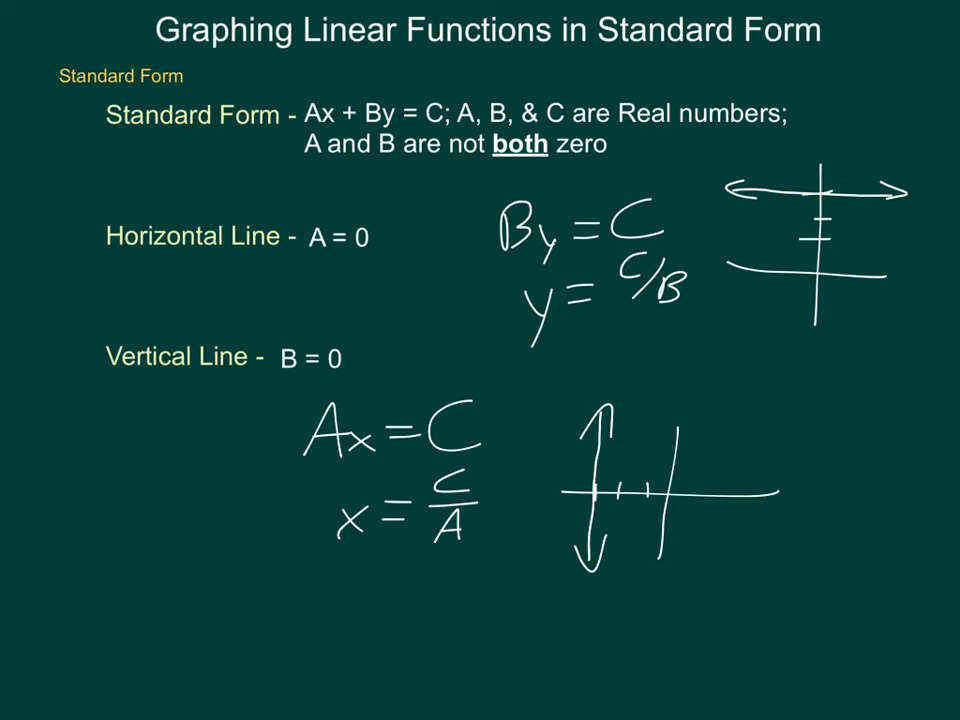 Graphing Linear Functions in Standard Form
Standard Form
Standard Form - Ax + By = C; A, B, & C are Real numbers;
A and B are not both zero
Horizontal Line - A = 0
By = C
y = C/B
Vertical Line - B = 0
Ax = C
x = C/A